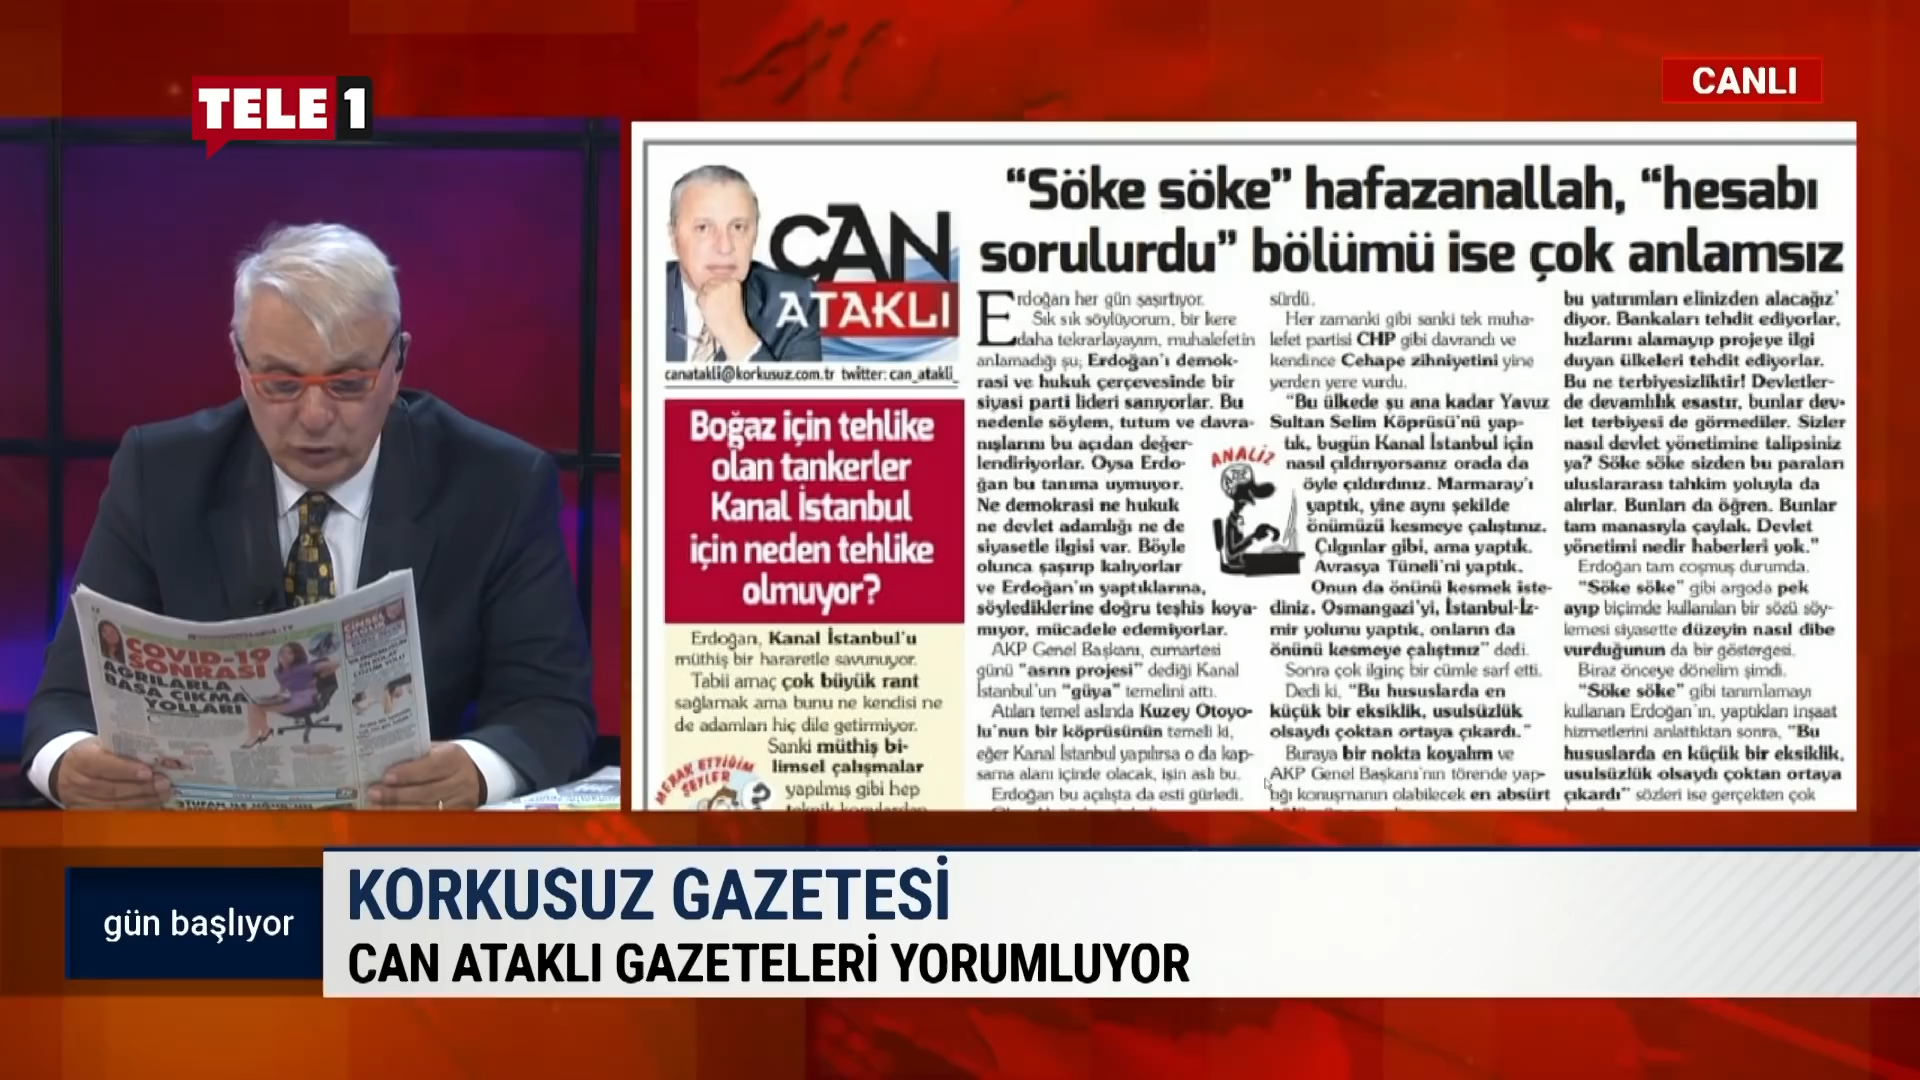 TELE 1
CANLI
CAN
ATAKLI
canatakli@korkusuz.com.tr twitter: can_atakli_
"Söke söke" hafazanallah, "hesabı
sorulurdu" bölümü ise çok anlamsız
Boğaz için tehlike
olan tankerler
Kanal İstanbul
için neden tehlike
olmuyor?
Erdoğan, Kanal İstanbul'u
müthiş bir hararetle savunuyor.
Tabii amaç çok büyük rant
sağlamak ama bunu ne kendisi ne
de adamları hiç dile getirmiyor.
Sanki müthiş bi-
limsel çalışmalar
yapılmış gibi hep
MERAK ETTİĞİM
ŞEYLER
Erdoğan her gün şaşırtıyor.
Sık sık söylüyorum, bir kere
daha tekrarlayayım, muhalefetin
anlamadığı şu; Erdoğan'ı demok-
rasi ve hukuk çerçevesinde bir
siyasi parti lideri sanıyorlar. Bu
nedenle söylem, tutum ve davra-
nışlarını bu açıdan değer-
lendiriyorlar. Oysa Erdo-
ğan bu tanıma uymuyor.
Ne demokrasi ne hukuk
ne devlet adamlığı ne de
siyasetle ilgisi var. Böyle
olunca şaşırıp kalıyorlar
ve Erdoğan'ın yaptıklarına,
söylediklerine doğru teşhis koya-
mıyor, mücadele edemiyorlar.
AKP Genel Başkanı, cumartesi
günü "asrın projesi" dediği Kanal
İstanbul'un "güya" temelini attı.
Atılan temel aslında Kuzey Otoyo-
lu'nun bir köprüsünün temeli ki,
eğer Kanal İstanbul yapılırsa o da kap-
sama alanı içinde olacak, işin aslı bu.
Erdoğan bu açılışta da esti gürledi.
sürdü.
Her zamanki gibi sanki tek muha-
lefet partisi CHP gibi davrandı ve
kendince Cehape zihniyetini yine
yerden yere vurdu.
"Bu ülkede şu ana kadar Yavuz
Sultan Selim Köprüsü'nü yap-
tık, bugün Kanal İstanbul için
nasıl çıldırıyorsanız orada da
öyle çıldırdınız. Marmaray'ı
yaptık, yine aynı şekilde
önümüzü kesmeye çalıştınız.
Çılgınlar gibi, ama yaptık.
Avrasya Tüneli'ni yaptık.
Onun da önünü kesmek iste-
diniz. Osmangazi'yi, İstanbul-İz-
mir yolunu yaptık, onların da
önünü kesmeye çalıştınız" dedi.
Sonra çok ilginç bir cümle sarf etti.
Dedi ki, "Bu hususlarda en
küçük bir eksiklik, usulsüzlük
olsaydı çoktan ortaya çıkardı."
Buraya bir nokta koyalım ve
AKP Genel Başkanı'nın törende yap-
tığı konuşmanın olabilecek en absürt
ANALİZ
bu yatırımları elinizden alacağız'
diyor. Bankaları tehdit ediyorlar,
hızlarını alamayıp projeye ilgi
duyan ülkeleri tehdit ediyorlar.
Bu ne terbiyesizliktir! Devletler-
de devamlılık esastır, bunlar dev-
let terbiyesi de görmediler. Sizler
nasıl devlet yönetimine talipsiniz
ya? Söke söke sizden bu paraları
uluslararası tahkim yoluyla da
alırlar. Bunları da öğren. Bunlar
tam manasıyla çaylak. Devlet
yönetimi nedir haberleri yok."
Erdoğan tam coşmuş durumda.
"Söke söke" gibi argoda pek
ayıp biçimde kullanılan bir sözü söy-
lemesi siyasette düzeyin nasıl dibe
vurduğunun da bir göstergesi.
Biraz önceye dönelim şimdi.
"Söke söke" gibi tanımlamayı
kullanan Erdoğan'ın, yaptıkları inşaat
hizmetlerini anlattıktan sonra, "Bu
hususlarda en küçük bir eksiklik,
usulsüzlük olsaydı çoktan ortaya
çıkardı" sözleri ise gerçekten çok
COVID-19
SONRASI
AĞRILARLA
BAŞA ÇIKMA
YOLLARI
gün başlıyor
KORKUSUZ GAZETESİ
CAN ATAKLI GAZETELERİ YORUMLUYOR